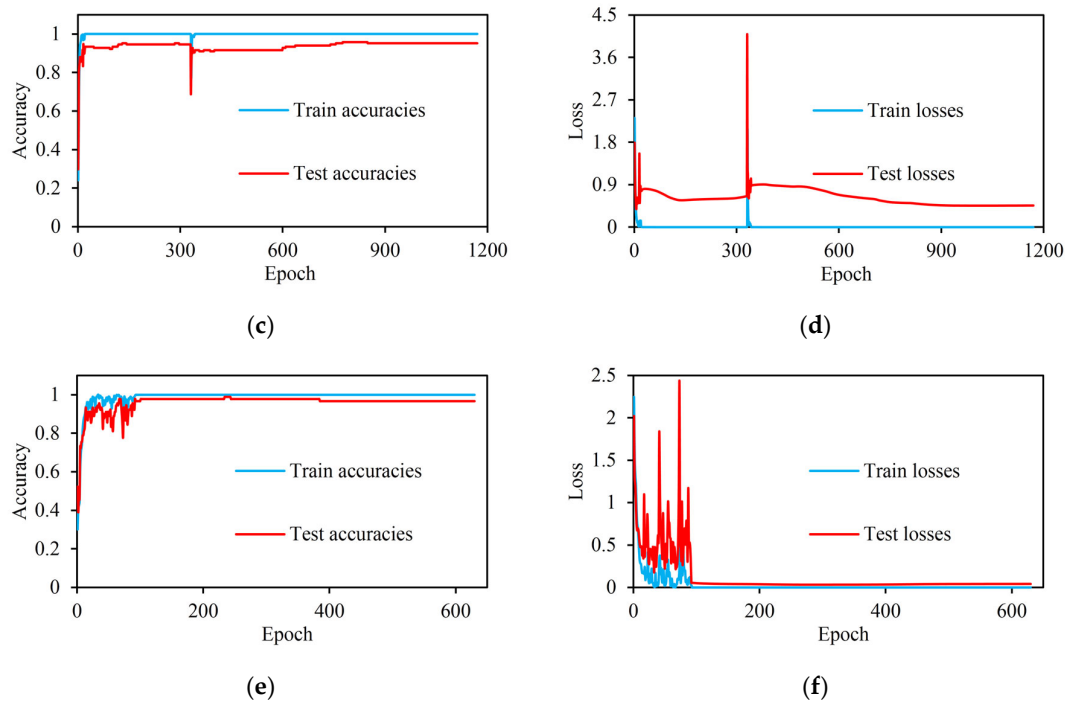 1
0.8
0.6
0.4
0.2
0
Accuracy
Train accuracies
Test accuracies
0 300 600 900 1200
Epoch
(c)
4.5
3.6
2.7
1.8
0.9
0
Loss
Train losses
Test losses
0 300 600 900 1200
Epoch
(d)
1
0.8
0.6
0.4
0.2
0
Accuracy
Train accuracies
Test accuracies
0 200 400 600
Epoch
(e)
2.5
2
1.5
1
0.5
0
Loss
Train losses
Test losses
0 200 400 600
Epoch
(f)